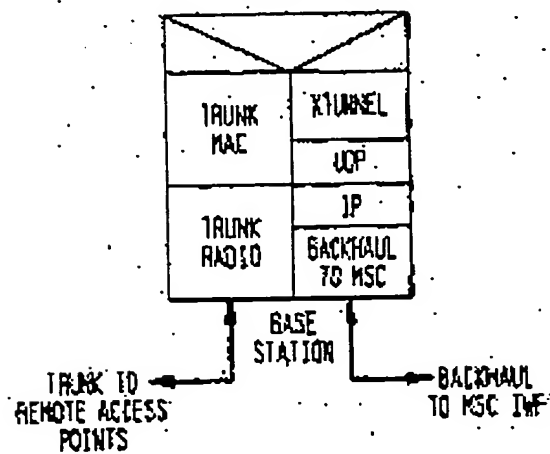 TRUNK
MAC
XTUNNEL
UDP
IP
TRUNK
RADIO
BACKHAUL
TO MSC
BASE
STATION
TRUNK TO
REMOTE ACCESS
POINTS
BACKHAUL
TO MSC IWF